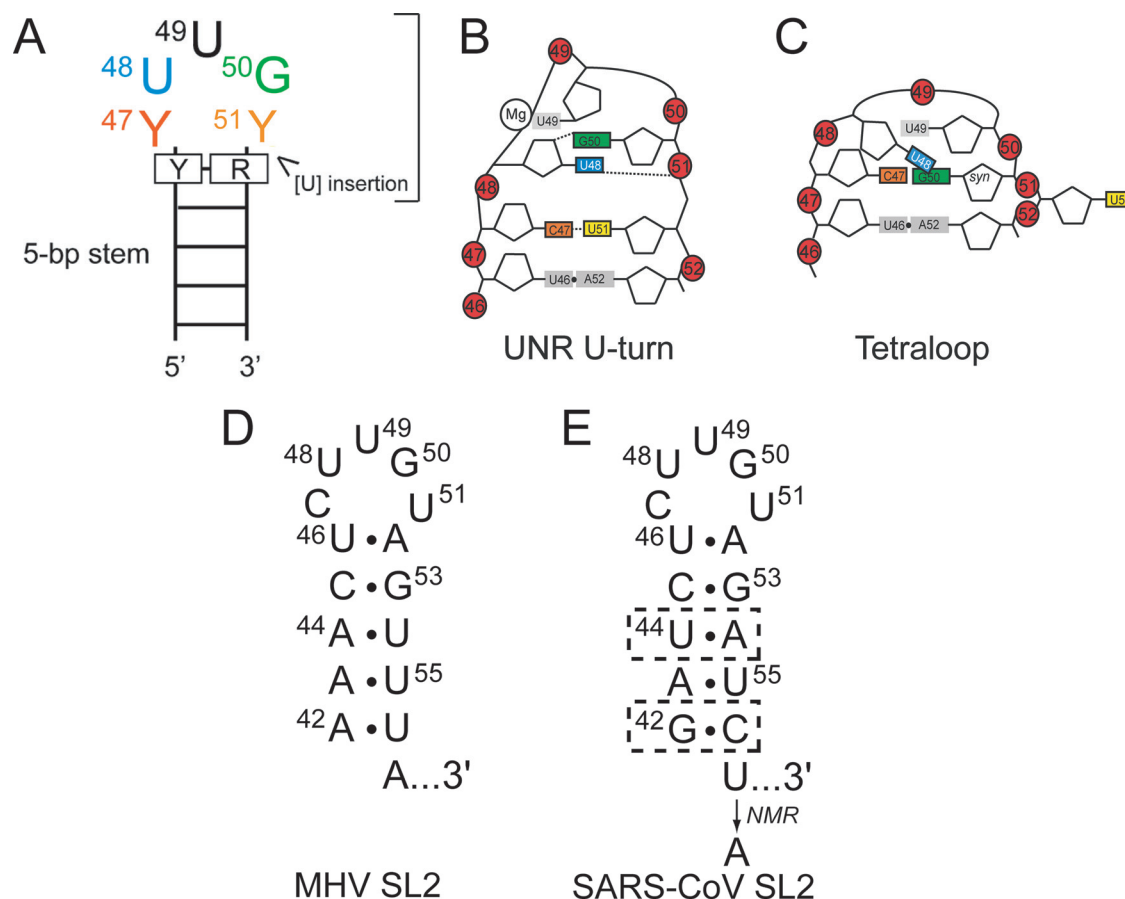 A
49U
48U 50G
47Y 51Y
Y R
[U] insertion
5-bp stem
5' 3'
B
49
Mg
U49
50
G50
U48
51
48
C47 U51
47
52
U46•A52
46
UNR U-turn
C
49
48
U49
50
U48
C47 G50 syn
51
47
52
U5
U46•A52
46
Tetraloop
D
U49
48U G50
C U51
46U•A
C•G53
44A•U
A•U55
42A•U
A...3'
MHV SL2
E
U49
48U G50
C U51
46U•A
C•G53
44U•A
A•U55
42G•C
U...3'
NMR
A
SARS-CoV SL2